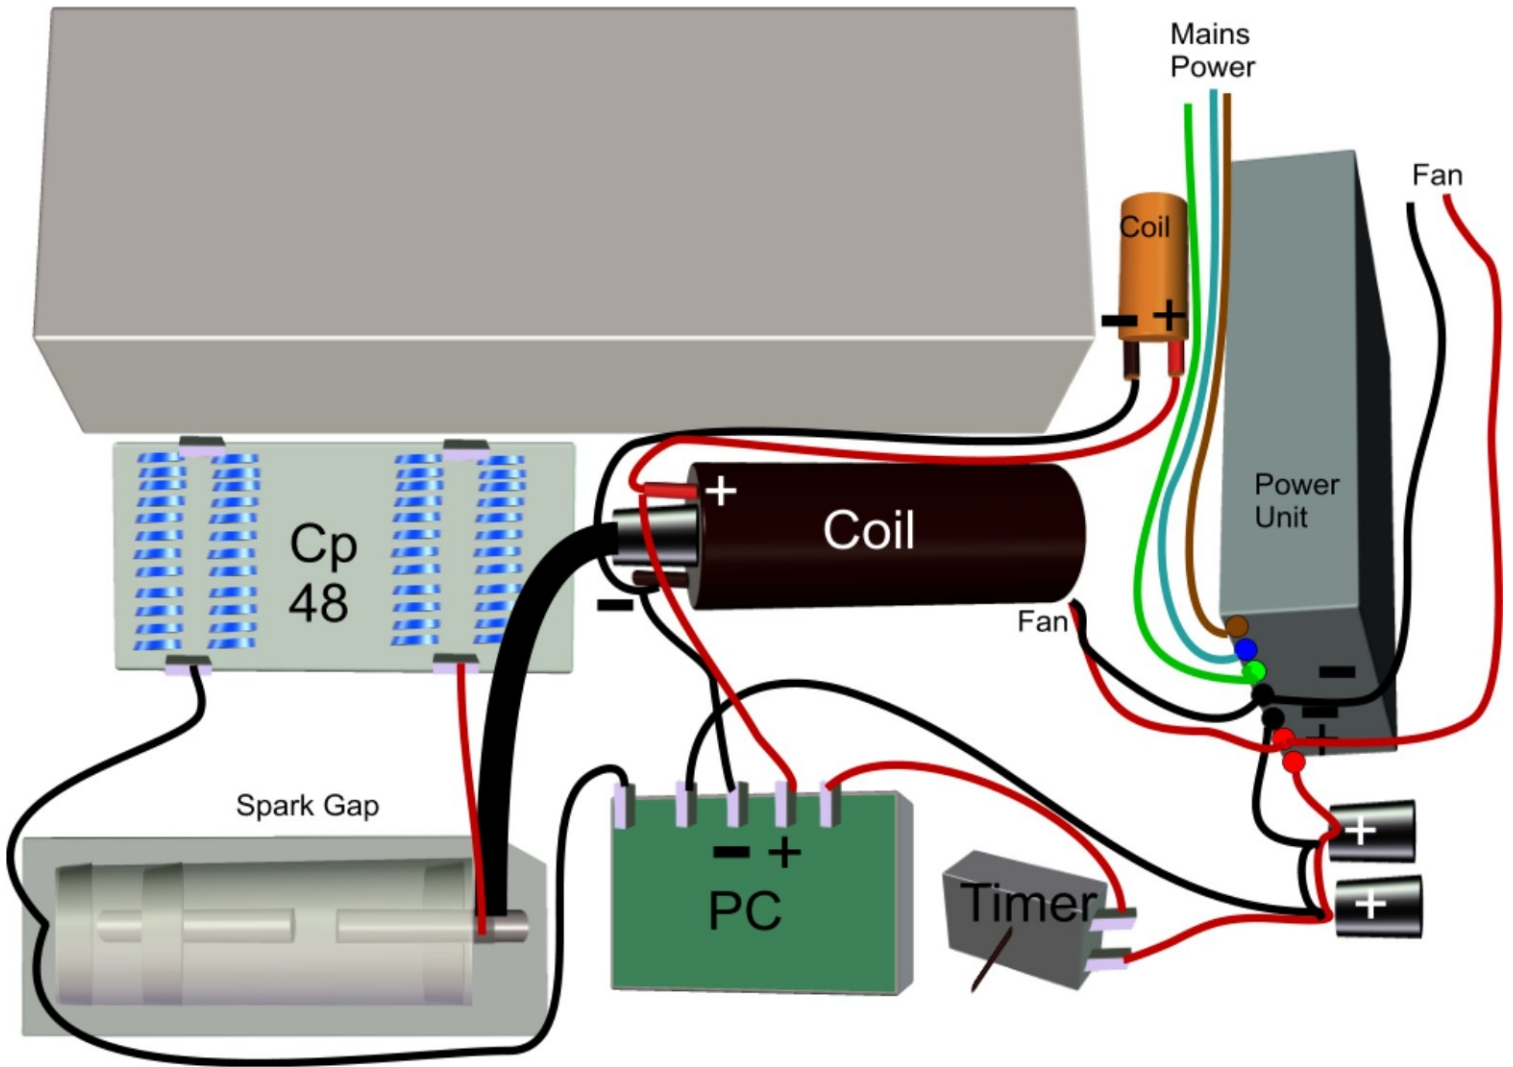 Mains
Power
Fan
Coil
- +
Power
Unit
+
Coil
Cp
48
-
Fan
-
-
+
Spark Gap
+
- +
PC
Timer
+